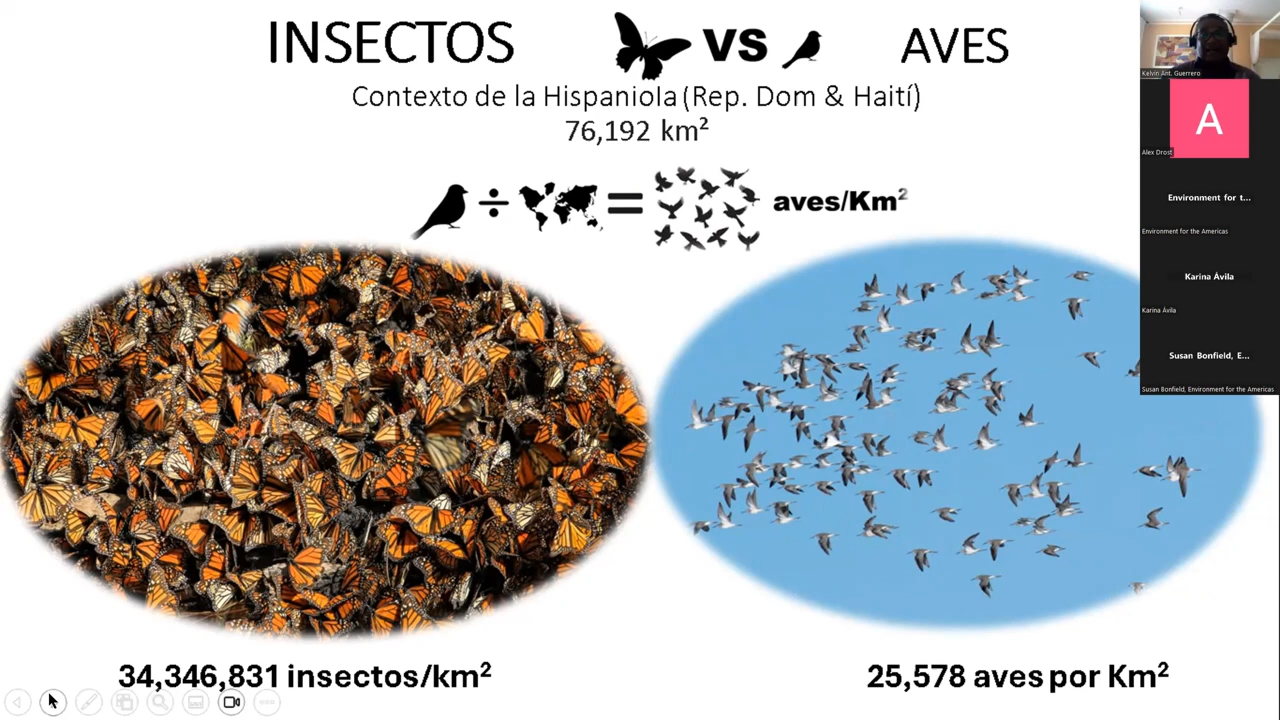 INSECTOS VS AVES
Contexto de la Hispaniola (Rep. Dom & Haití)
76,192 km²
÷ = aves/Km²
34,346,831 insectos/km²
25,578 aves por Km²
Kelvin Ant. Guerrero
A
Alex Drost
Environment for t...
Environment for the Americas
Karina Ávila
Karina Ávila
Susan Bonfield, E...
Susan Bonfield, Environment for the Americas